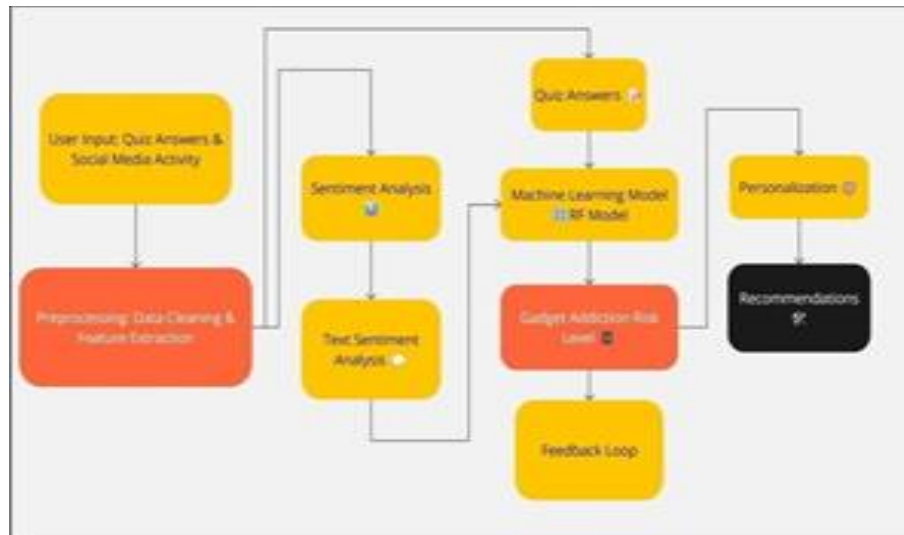 User Input: Quiz Answers &
Social Media Activity
Preprocessing: Data Cleaning &
Feature Extraction
Sentiment Analysis
Text Sentiment
Analysis
Quiz Answers
Machine Learning Model
RF Model
Gadget Addiction Risk
Level
Feedback Loop
Personalization
Recommendations